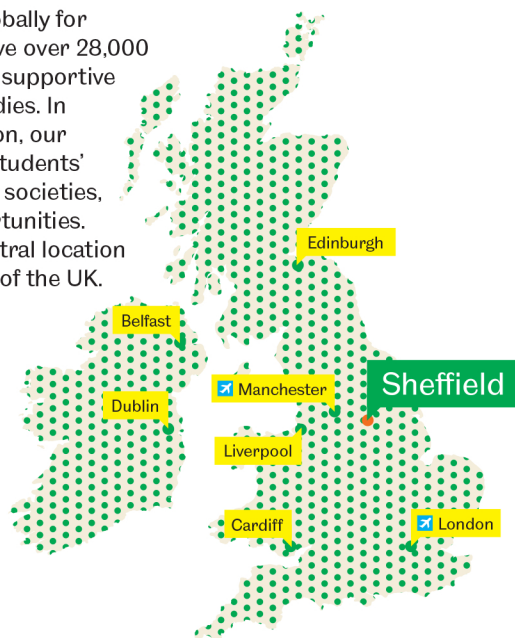 bally for
ve over 28,000
supportive
dies. In
on, our
tudents’
societies,
rtunities.
tral location
of the UK.
Edinburgh
Belfast
Manchester
Sheffield
Dublin
Liverpool
Cardiff
London